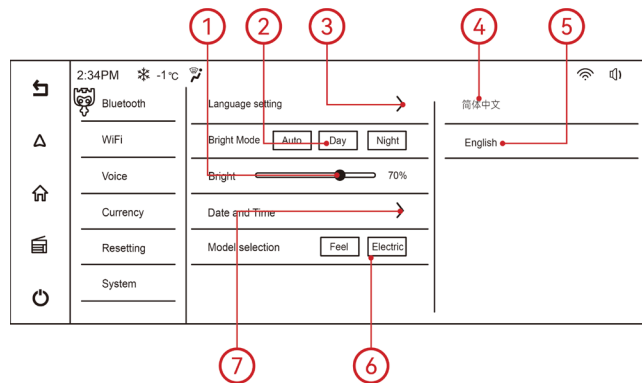 1 2 3 4 5
2:34PM -1℃
Bluetooth
WiFi
Voice
Currency
Resetting
System
Language setting
Bright Mode Auto Day Night
Bright 70%
Date and Time
Model selection Feel Electric
简体中文
English
7 6